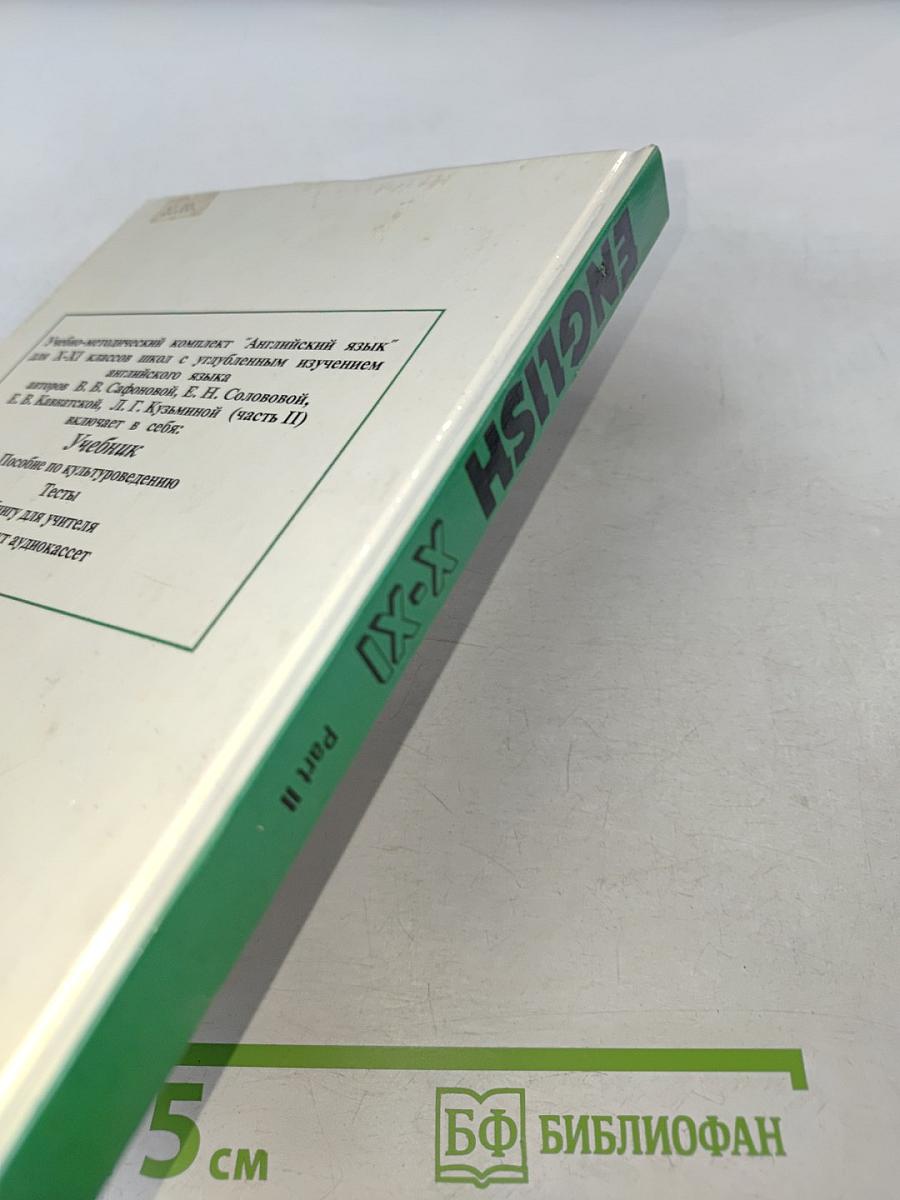 Учебно-методический комплект "Английский язык"
для X-XI классов школ с углубленным изучением
английского языка
авторов В. В. Сафоновой, Е. Н. Солововой,
Е. В. Кавнатской, Л. Г. Кузьминой (часть II)
включает в себя:
Учебник
Пособие по культуроведению
Тесты
для учителя
аудиокассет
ENGLISH
X-XI
Part II
5 см
БФ БИБЛИОФАН